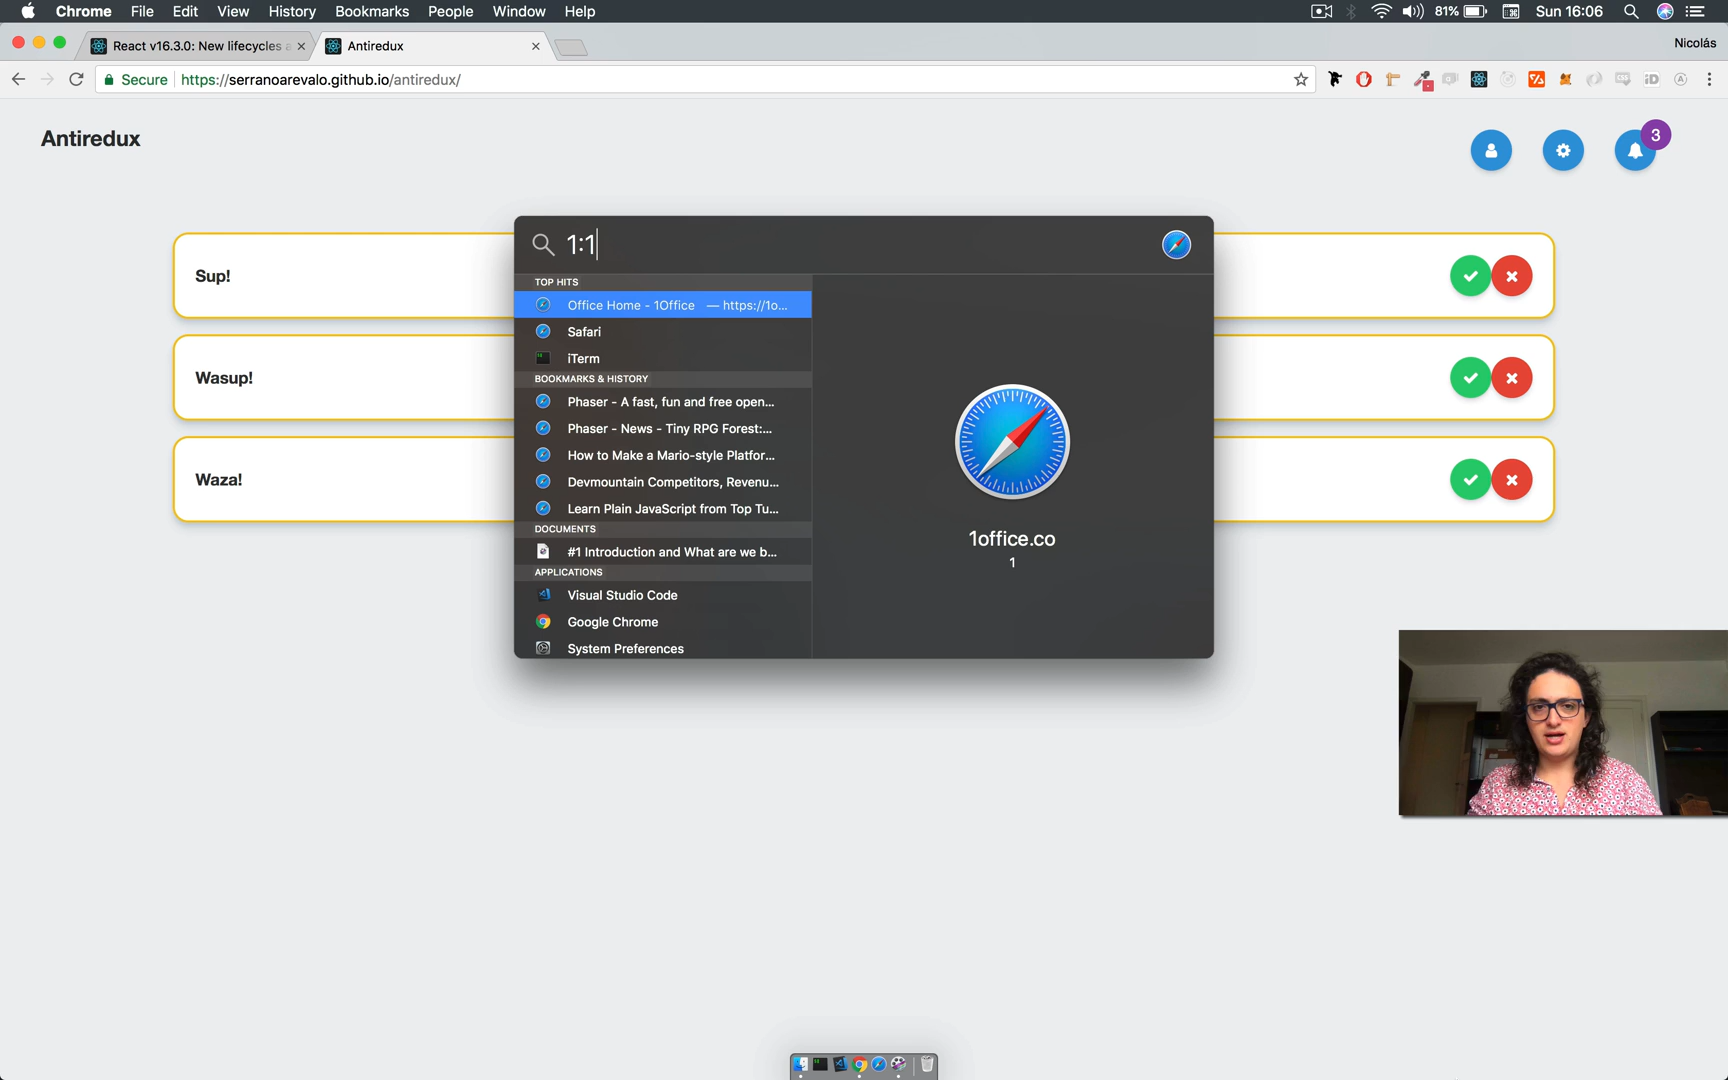 Chrome File Edit View History Bookmarks People Window Help 81% Sun 16:06
React v16.3.0: New lifecycles a
Antiredux
Nicolás
Secure https://serranoarevalo.github.io/antiredux/
Antiredux
3
Sup!
Wasup!
Waza!
1:1
TOP HITS
Office Home - 1Office — https://1o...
Safari
iTerm
BOOKMARKS & HISTORY
Phaser - A fast, fun and free open...
Phaser - News - Tiny RPG Forest:...
How to Make a Mario-style Platfor...
Devmountain Competitors, Revenu...
Learn Plain JavaScript from Top Tu...
DOCUMENTS
#1 Introduction and What are we b...
APPLICATIONS
Visual Studio Code
Google Chrome
System Preferences
1office.co
1